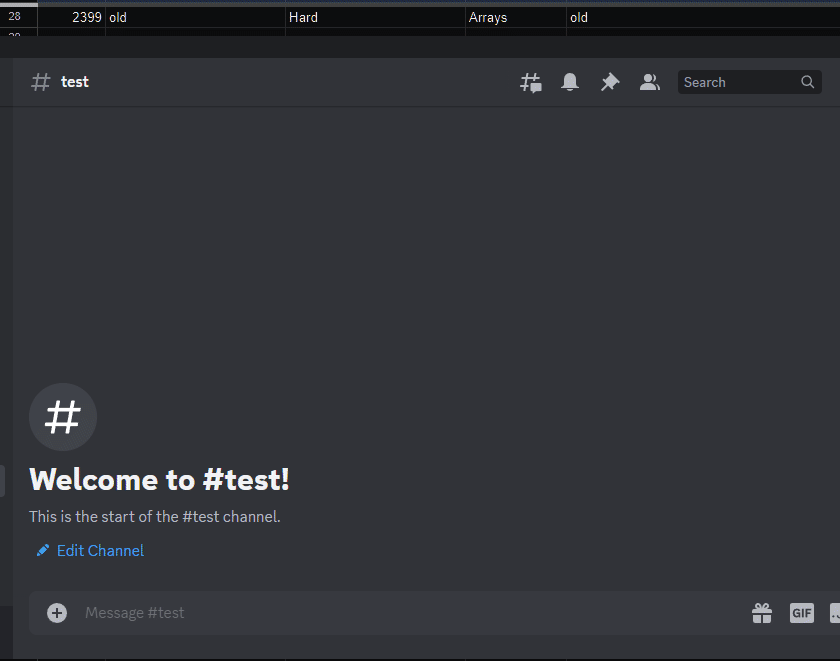 28 2399 old Hard Arrays old
# test Search
#
Welcome to #test!
This is the start of the #test channel.
Edit Channel
Message #test GIF